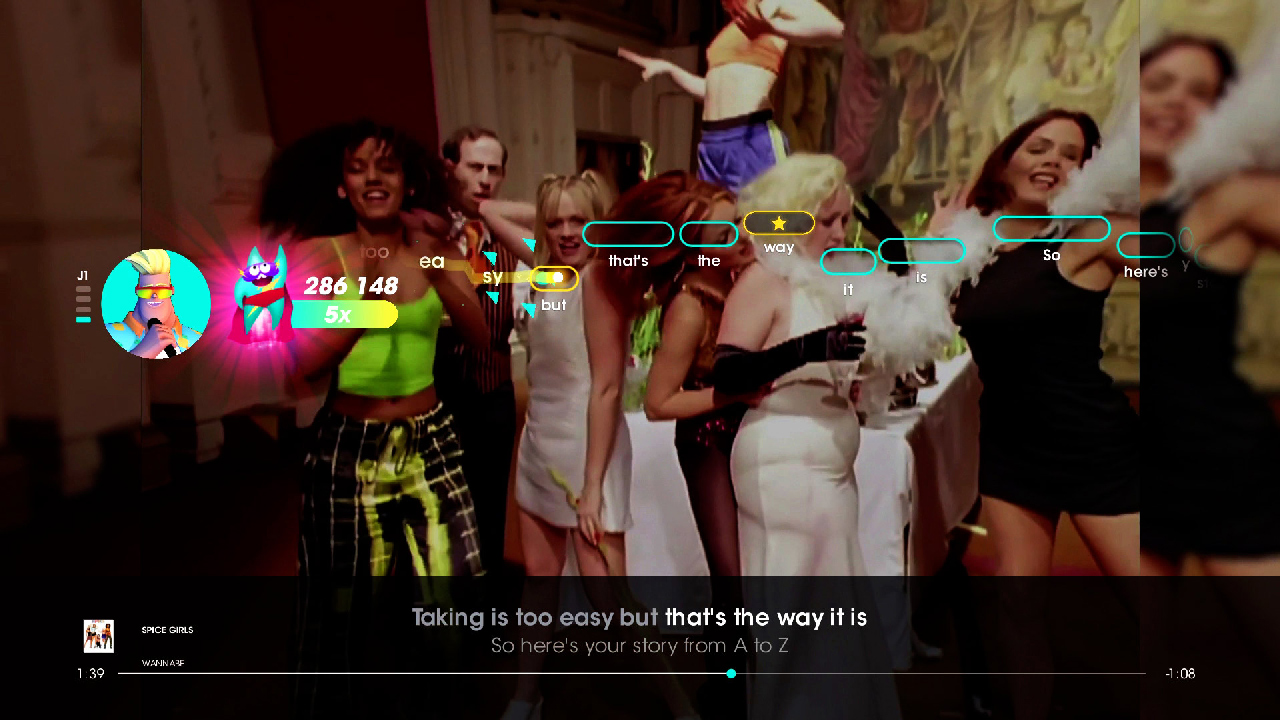 J1
286 148
5x
too ea sy but that's the way it is So here's y
Taking is too easy but that's the way it is
So here's your story from A to Z
SPICE GIRLS
WANNABE
1:39
-1:08